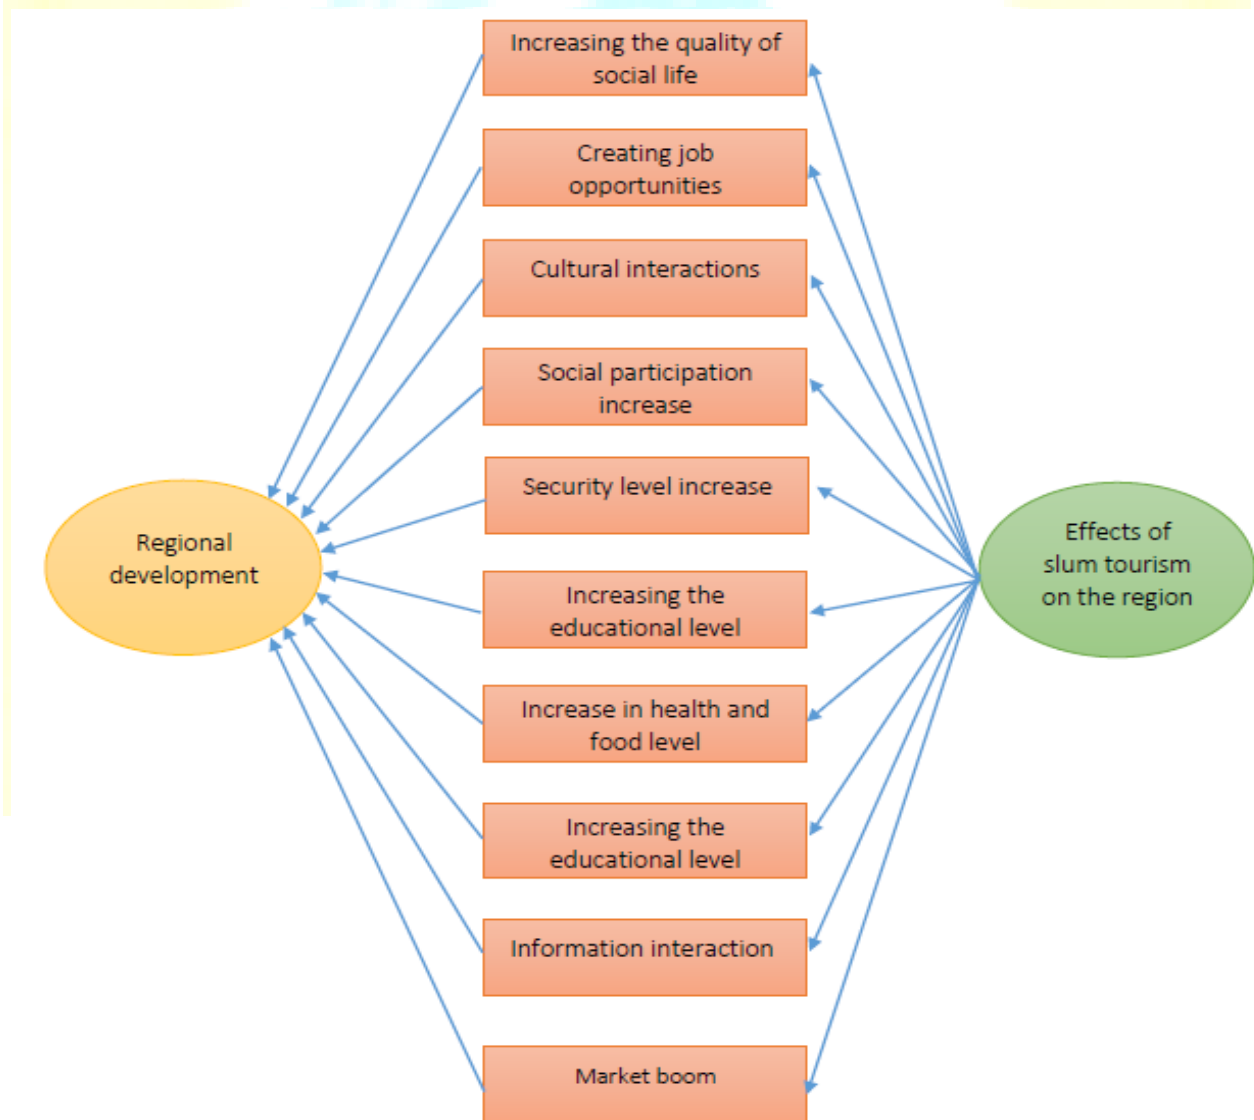 Increasing the quality of
social life
Creating job
opportunities
Cultural interactions
Social participation
increase
Security level increase
Regional
development
Effects of
slum tourism
on the region
Increasing the
educational level
Increase in health and
food level
Increasing the
educational level
Information interaction
Market boom